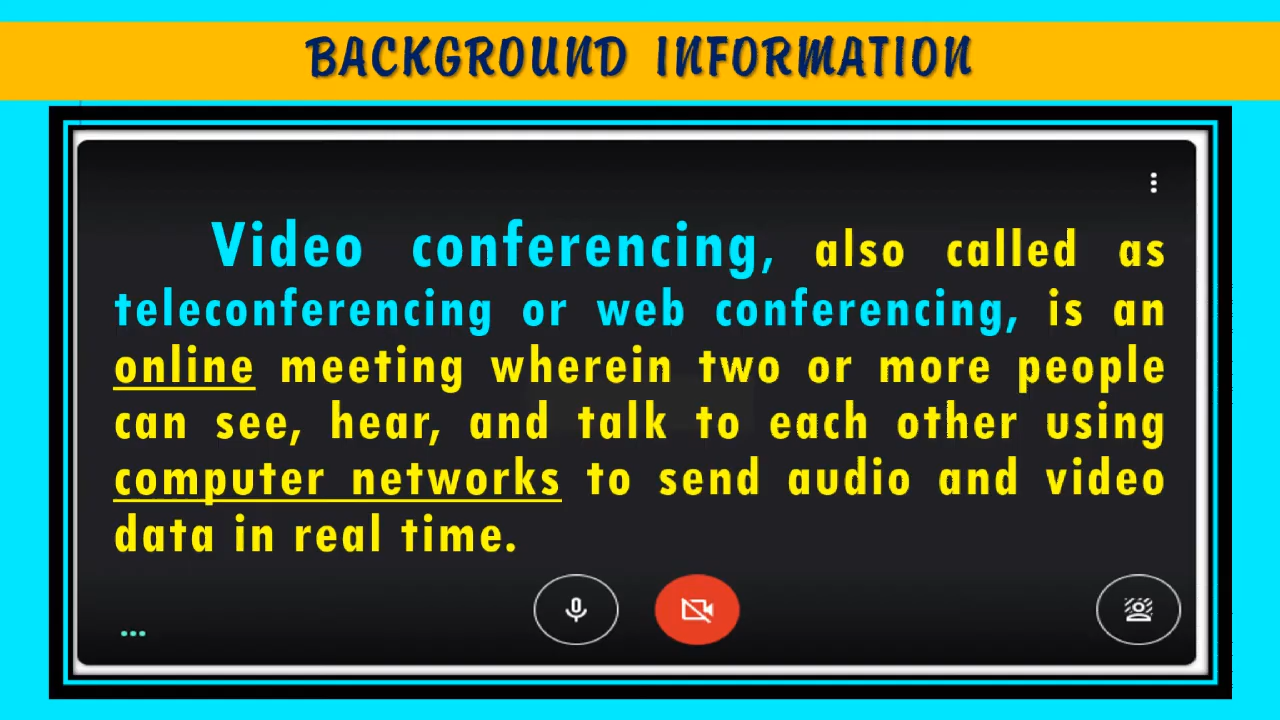 BACKGROUND INFORMATION
Video conferencing, also called as
teleconferencing or web conferencing, is an
online meeting wherein two or more people
can see, hear, and talk to each other using
computer networks to send audio and video
data in real time.